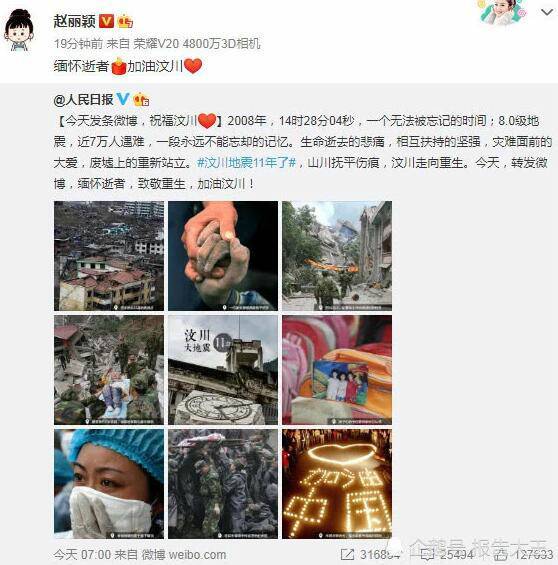 赵丽颖
19分钟前 来自 荣耀V20 4800万3D相机
缅怀逝者 加油汶川
@人民日报
【今天发条微博，祝福汶川 】2008年，14时28分04秒，一个无法被忘记的时间；8.0级地
震，近7万人遇难，一段永远不能忘却的记忆。生命逝去的悲痛，相互扶持的坚强，灾难面前的
大爱，废墟上的重新站立。#汶川地震11年了#，山川抚平伤痕，汶川走向重生。今天，转发微
博，缅怀逝者，致敬重生，加油汶川！
汶川
大地震
11年
加油
中国
今天 07:00 来自 微博 weibo.com
25494
127633
企鹅号 报告大王